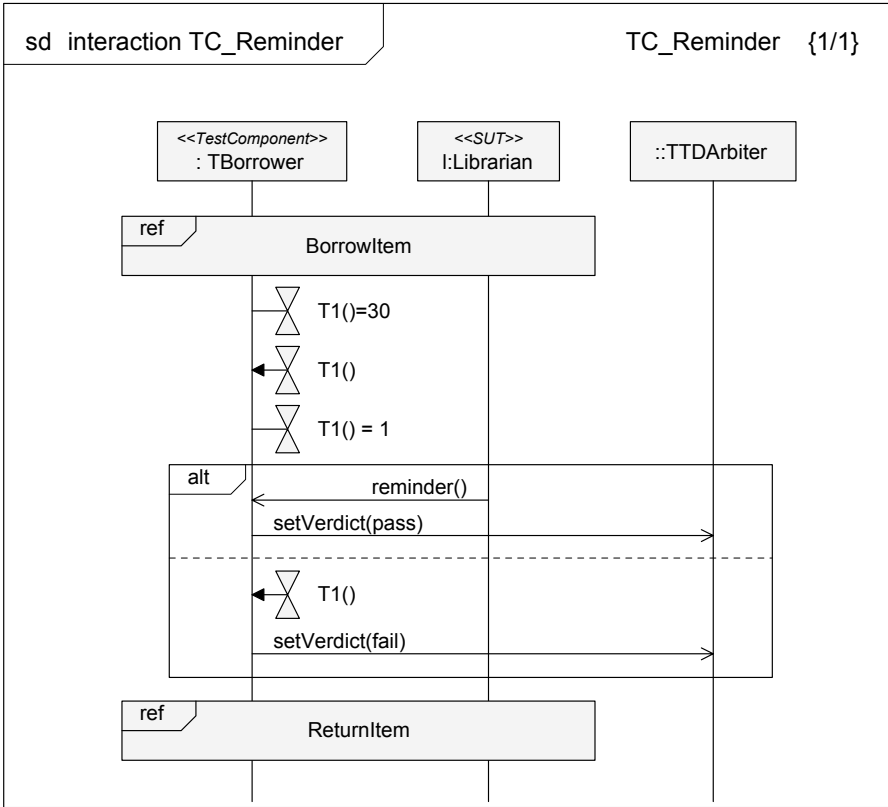 sd interaction TC_Reminder
TC_Reminder {1/1}
<<TestComponent>>
: TBorrower
<<SUT>>
l:Librarian
::TTDArbiter
ref
BorrowItem
T1()=30
T1()
T1() = 1
alt
reminder()
setVerdict(pass)
T1()
setVerdict(fail)
ref
ReturnItem